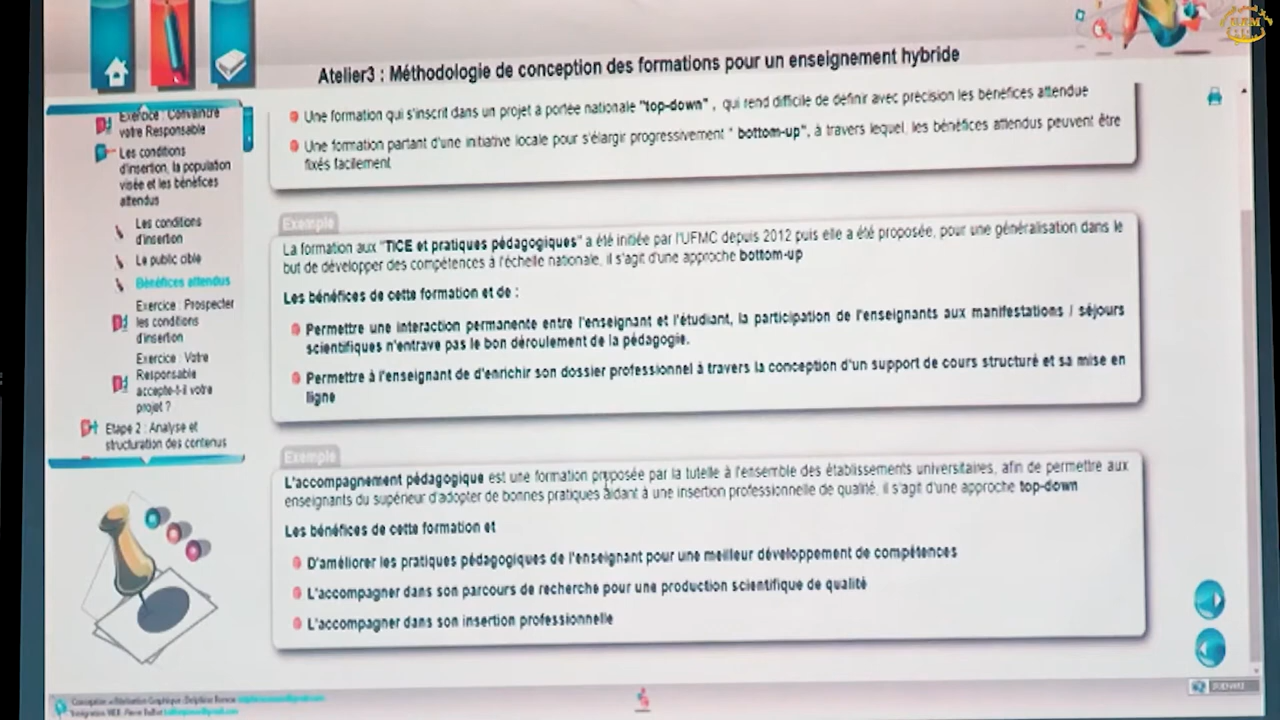 Atelier3 : Méthodologie de conception des formations pour un enseignement hybride
Exercice : Convaincre
votre Responsable
Les conditions
d'insertion, la population
visée et les bénéfices
attendus
Les conditions
d'insertion
Le public cible
Bénéfices attendus
Exercice : Prospecter
les conditions
d'insertion
Exercice : Votre
Responsable
accepte-t-il votre
projet ?
Etape 2 : Analyse et
structuration des contenus
Une formation qui s'inscrit dans un projet a portée nationale "top-down" , qui rend difficile de définir avec précision les bénéfices attendue
Une formation partant d'une initiative locale pour s'élargir progressivement " bottom-up", à travers lequel, les bénéfices attendus peuvent être
fixés facilement
Exemple
La formation aux "TICE et pratiques pédagogiques" a été initiée par l'UFMC depuis 2012 puis elle a été proposée, pour une généralisation dans le
but de développer des compétences à l'échelle nationale, il s'agit d'une approche bottom-up
Les bénéfices de cette formation et de :
Permettre une interaction permanente entre l'enseignant et l'étudiant, la participation de l'enseignants aux manifestations / séjours
scientifiques n'entrave pas le bon déroulement de la pédagogie.
Permettre à l'enseignant de d'enrichir son dossier professionnel à travers la conception d'un support de cours structuré et sa mise en
ligne
Exemple
L'accompagnement pédagogique est une formation proposée par la tutelle à l'ensemble des établissements universitaires, afin de permettre aux
enseignants du supérieur d'adopter de bonnes pratiques aidant à une insertion professionnelle de qualité, il s'agit d'une approche top-down
Les bénéfices de cette formation et
D'améliorer les pratiques pédagogiques de l'enseignant pour une meilleur développement de compétences
L'accompagner dans son parcours de recherche pour une production scientifique de qualité
L'accompagner dans son insertion professionnelle